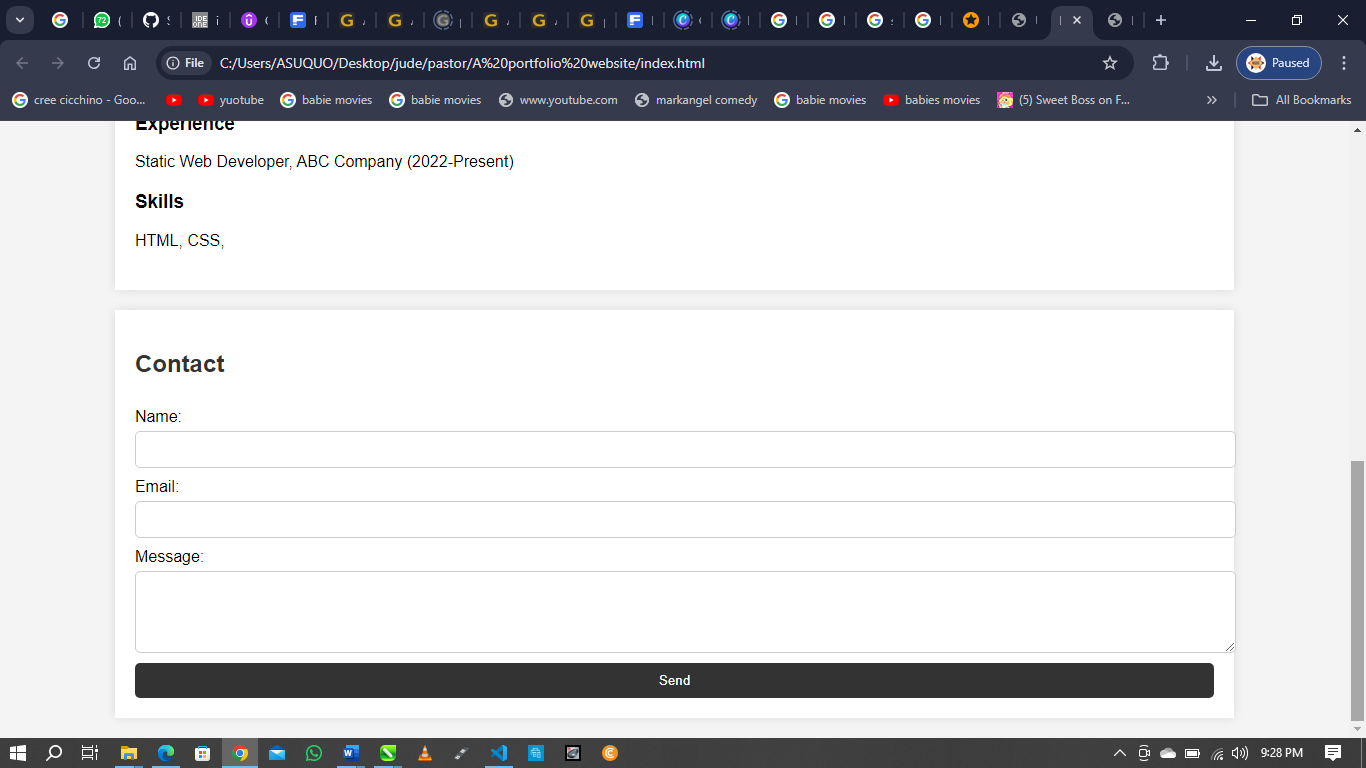 72
File
C:/Users/ASUQUO/Desktop/jude/pastor/A%20portfolio%20website/index.html
Paused
cree cicchino - Goo...
yuotube
babie movies
babie movies
www.youtube.com
markangel comedy
babie movies
babies movies
(5) Sweet Boss on F...
»
All Bookmarks
Experience
Static Web Developer, ABC Company (2022-Present)
Skills
HTML, CSS,
Contact
Name:
Email:
Message:
Send
9:28 PM